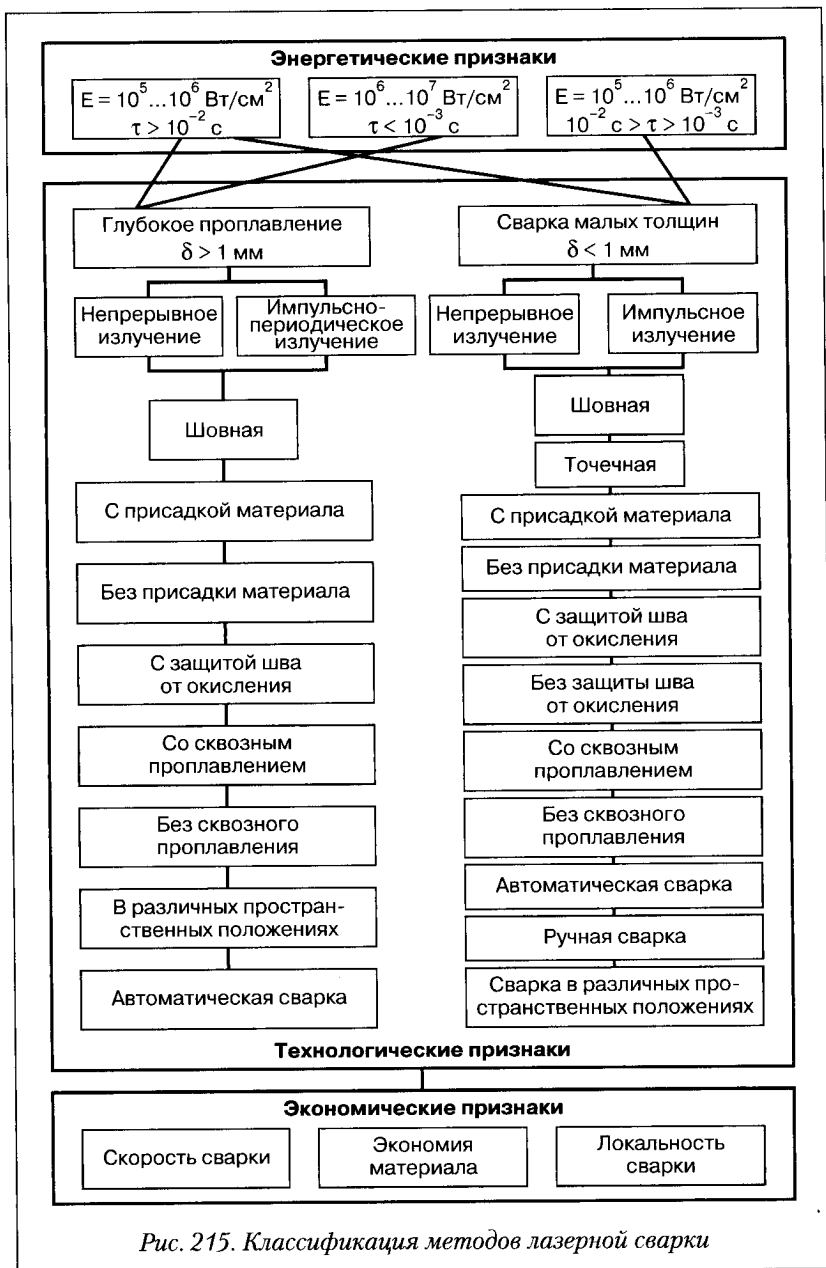 Энергетические признаки
E = 10⁵...10⁶ Вт/см²
τ > 10⁻² с
E = 10⁶...10⁷ Вт/см²
τ < 10⁻³ с
E = 10⁵...10⁶ Вт/см²
10⁻² с > τ > 10⁻³ с
Глубокое проплавление
δ > 1 мм
Непрерывное
излучение
Импульсно-
периодическое
излучение
Шовная
С присадкой материала
Без присадки материала
С защитой шва
от окисления
Со сквозным
проплавлением
Без сквозного
проплавления
В различных простран-
ственных положениях
Автоматическая сварка
Сварка малых толщин
δ < 1 мм
Непрерывное
излучение
Импульсное
излучение
Шовная
Точечная
С присадкой материала
Без присадки материала
С защитой шва
от окисления
Без защиты шва
от окисления
Со сквозным
проплавлением
Без сквозного
проплавления
Автоматическая сварка
Ручная сварка
Сварка в различных про-
странственных положениях
Технологические признаки
Экономические признаки
Скорость сварки
Экономия
материала
Локальность
сварки
Рис. 215. Классификация методов лазерной сварки